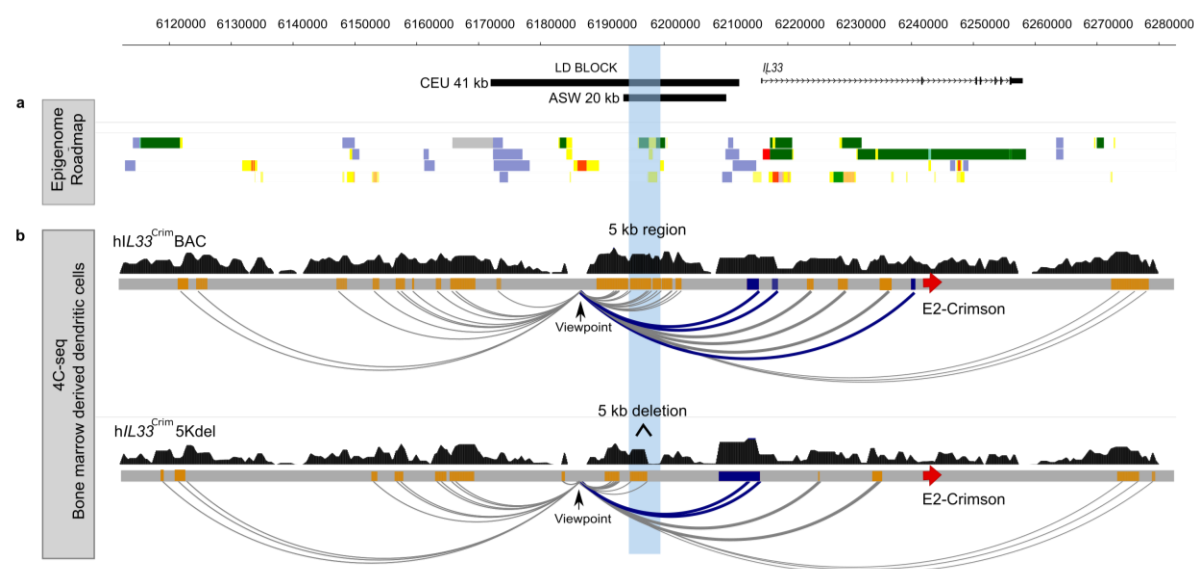 6120000 6130000 6140000 6150000 6160000 6170000 6180000 6190000 6200000 6210000 6220000 6230000 6240000 6250000 6260000 6270000 6280000
LD BLOCK
IL33
CEU 41 kb
ASW 20 kb
a
Epigenome
Roadmap
b
4C-seq
Bone marrow derived dendritic cells
5 kb region
hIL33CrimBAC
Viewpoint
E2-Crimson
5 kb deletion
hIL33Crim5Kdel
Viewpoint
E2-Crimson